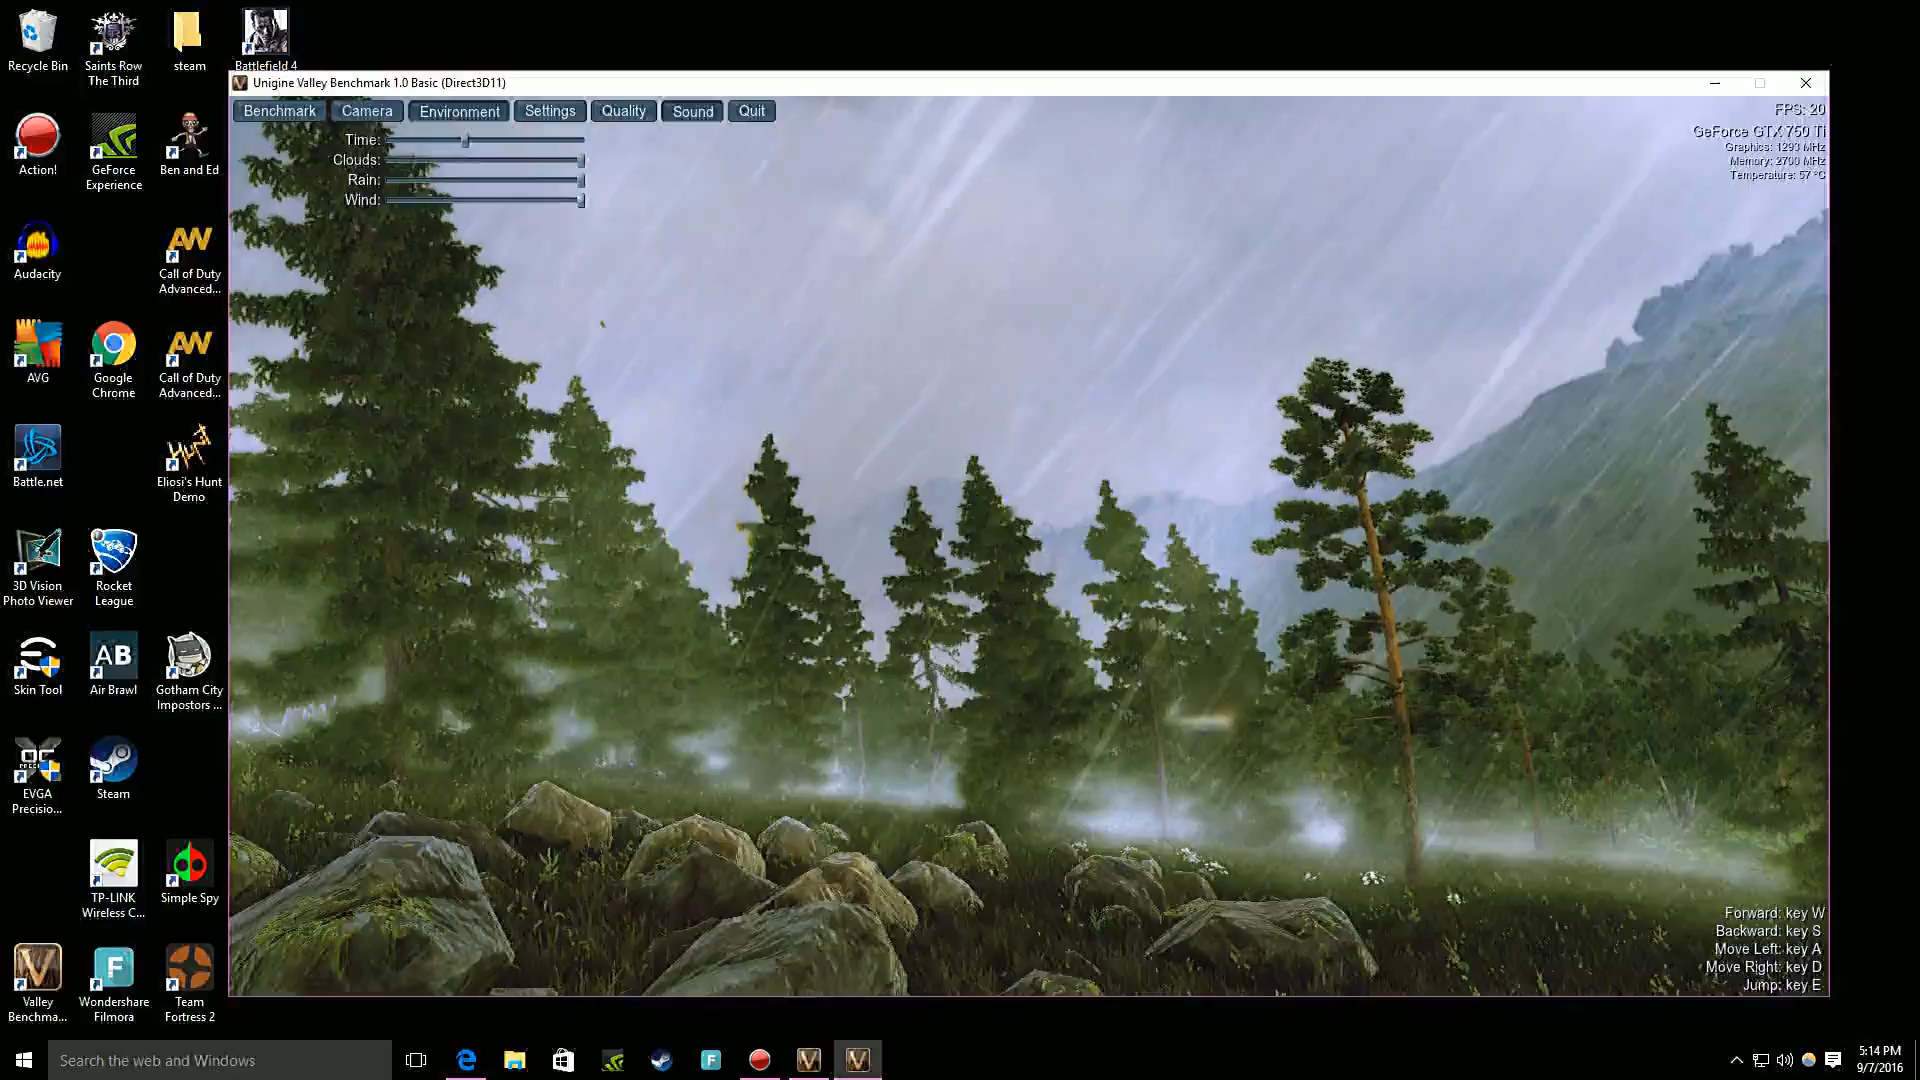 Recycle Bin
Saints Row
The Third
steam
Battlefield 4
Action!
GeForce
Experience
Ben and Ed
Audacity
Call of Duty
Advanced...
AVG
Google
Chrome
Call of Duty
Advanced...
Battle.net
Eliosi's Hunt
Demo
3D Vision
Photo Viewer
Rocket
League
Skin Tool
AB
Air Brawl
Gotham City
Impostors ...
EVGA
Precisio...
Steam
TP-LINK
Wireless C...
Simple Spy
Valley
Benchma...
Wondershare
Filmora
Team
Fortress 2
Unigine Valley Benchmark 1.0 Basic (Direct3D11)
Benchmark Camera Environment Settings Quality Sound Quit
Time:
Clouds:
Rain:
Wind:
FPS: 20
GeForce GTX 750 Ti
Graphics: 1293 MHz
Memory: 2700 MHz
Temperature: 57 °C
Forward: key W
Backward: key S
Move Left: key A
Move Right: key D
Jump: key E
Search the web and Windows
5:14 PM
9/7/2016